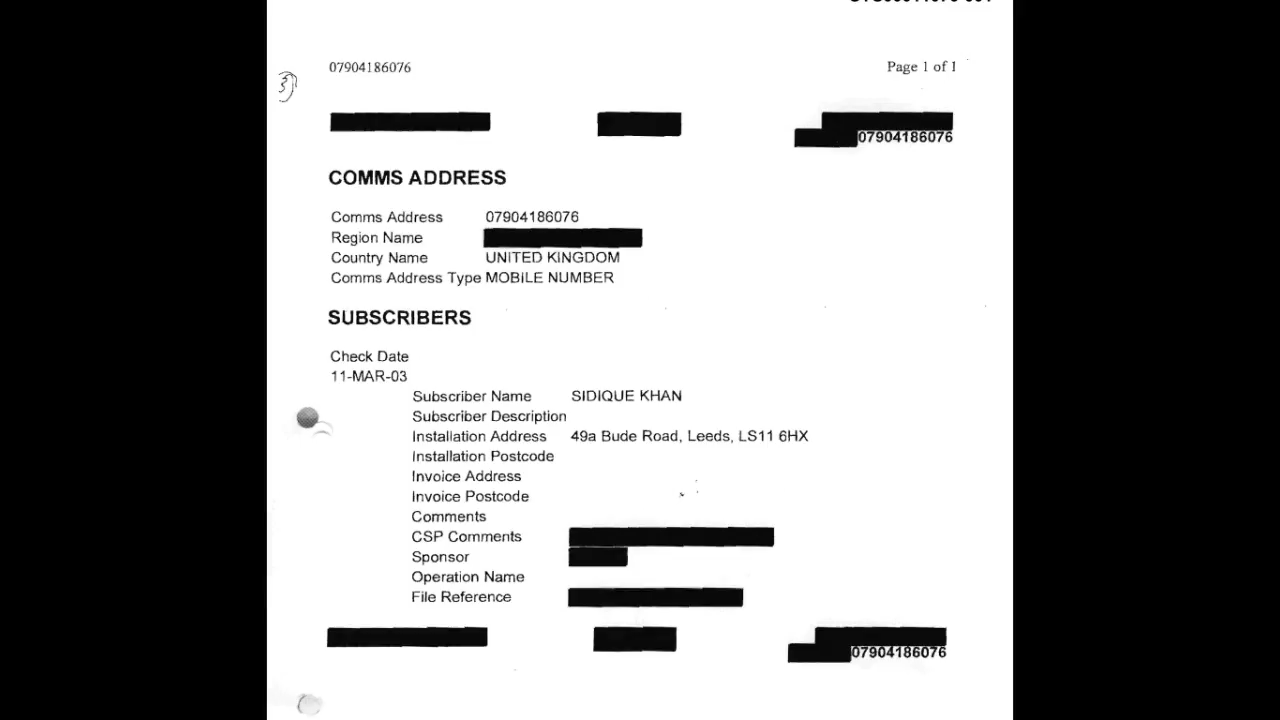 07904186076 Page 1 of 1
07904186076
COMMS ADDRESS
Comms Address 07904186076
Region Name
Country Name UNITED KINGDOM
Comms Address Type MOBILE NUMBER
SUBSCRIBERS
Check Date
11-MAR-03
Subscriber Name SIDIQUE KHAN
Subscriber Description
Installation Address 49a Bude Road, Leeds, LS11 6HX
Installation Postcode
Invoice Address
Invoice Postcode
Comments
CSP Comments
Sponsor
Operation Name
File Reference
07904186076